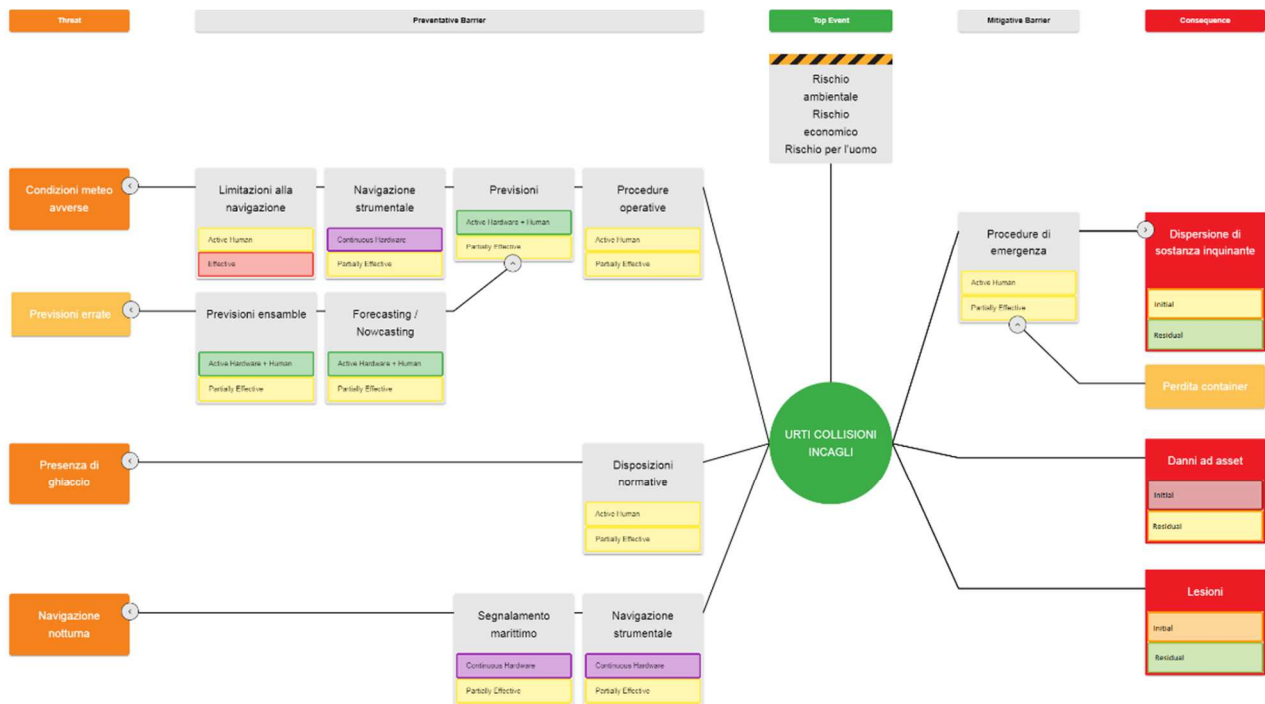 Threat
Preventative Barrier
Top Event
Mitigative Barrier
Consequence
Rischio
ambientale
Rischio
economico
Rischio per l'uomo
Condizioni meteo
avverse
Limitazioni alla
navigazione
Active Human
Effective
Navigazione
strumentale
Continuous Hardware
Partially Effective
Previsioni
Active Hardware + Human
Partially Effective
Procedure
operative
Active Human
Partially Effective
Previsioni errate
Previsioni ensamble
Active Hardware + Human
Partially Effective
Forecasting /
Nowcasting
Active Hardware + Human
Partially Effective
Presenza di
ghiaccio
Disposizioni
normative
Active Human
Partially Effective
Navigazione
notturna
Segnalamento
marittimo
Continuous Hardware
Partially Effective
Navigazione
strumentale
Continuous Hardware
Partially Effective
URTI COLLISIONI
INCAGLI
Procedure di
emergenza
Active Human
Partially Effective
Dispersione di
sostanza inquinante
Initial
Residual
Perdita container
Danni ad asset
Initial
Residual
Lesioni
Initial
Residual